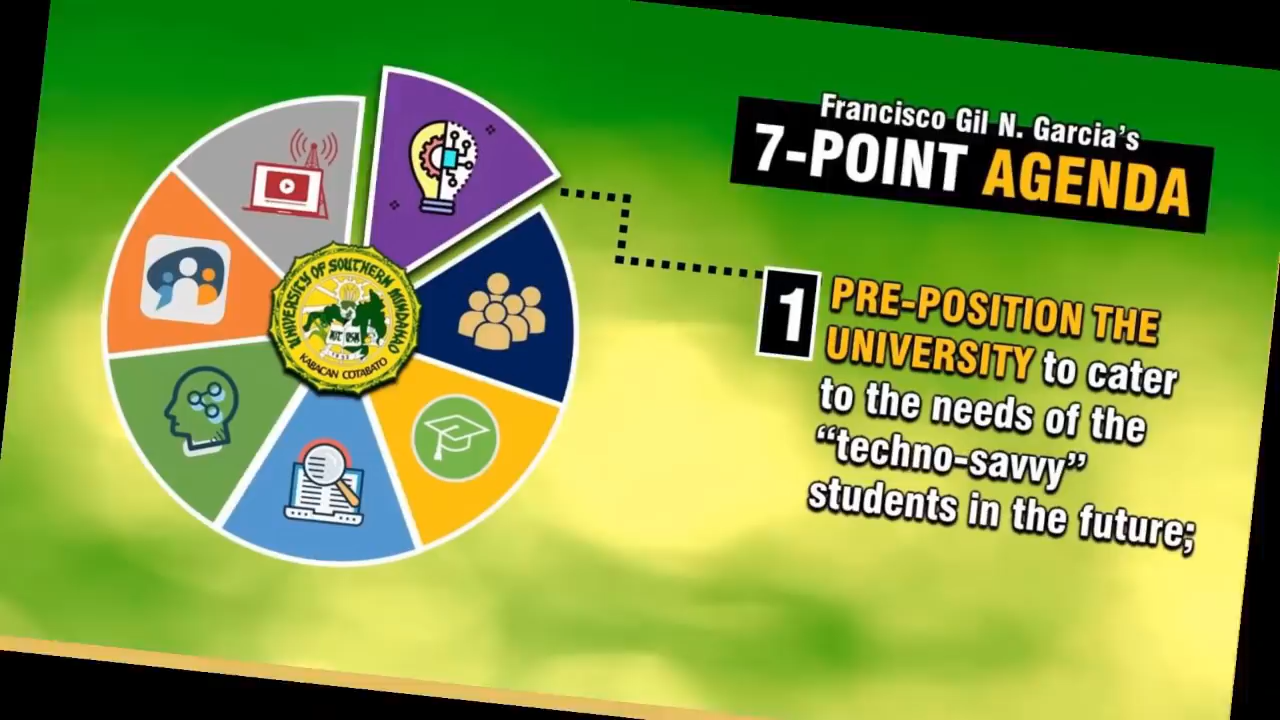 Francisco Gil N. Garcia's
7-POINT AGENDA
1
PRE-POSITION THE
UNIVERSITY to cater
to the needs of the
“techno-savvy”
students in the future;
UNIVERSITY OF SOUTHERN MINDANAO
KABACAN COTABATO